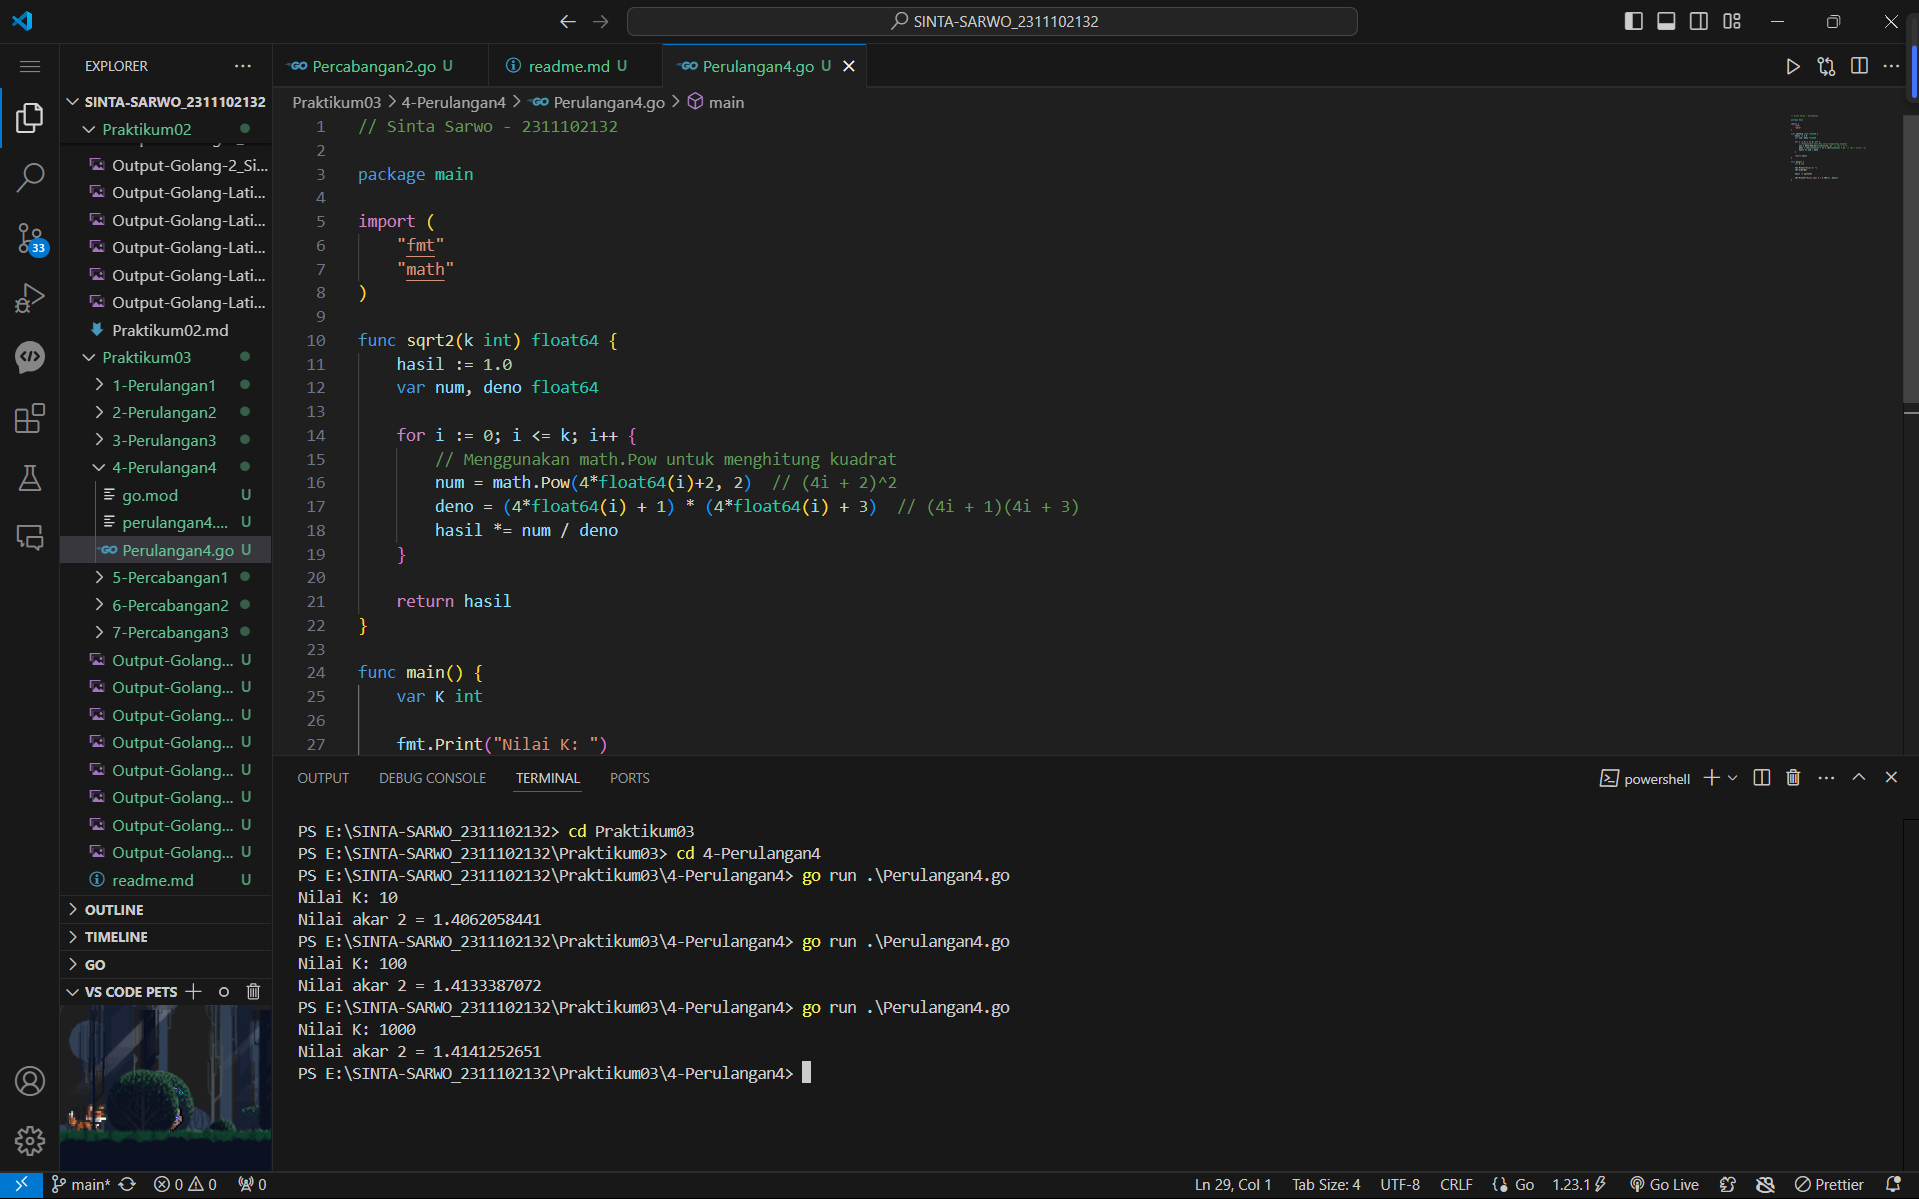 SINTA-SARWO_2311102132
EXPLORER
Percabangan2.go U
readme.md U
Perulangan4.go U
SINTA-SARWO_2311102132
Praktikum03 > 4-Perulangan4 > Perulangan4.go > main
Praktikum02
Output-Golang-2_Si...
Output-Golang-Lati...
Output-Golang-Lati...
Output-Golang-Lati...
Output-Golang-Lati...
Output-Golang-Lati...
Praktikum02.md
Praktikum03
1-Perulangan1
2-Perulangan2
3-Perulangan3
4-Perulangan4
go.mod U
perulangan4.... U
Perulangan4.go U
5-Percabangan1
6-Percabangan2
7-Percabangan3
Output-Golang... U
Output-Golang... U
Output-Golang... U
Output-Golang... U
Output-Golang... U
Output-Golang... U
Output-Golang... U
Output-Golang... U
readme.md U
OUTLINE
TIMELINE
GO
VS CODE PETS
33
1 // Sinta Sarwo - 2311102132
2
3 package main
4
5 import (
6 "fmt"
7 "math"
8 )
9
10 func sqrt2(k int) float64 {
11 hasil := 1.0
12 var num, deno float64
13
14 for i := 0; i <= k; i++ {
15 // Menggunakan math.Pow untuk menghitung kuadrat
16 num = math.Pow(4*float64(i)+2, 2) // (4i + 2)^2
17 deno = (4*float64(i) + 1) * (4*float64(i) + 3) // (4i + 1)(4i + 3)
18 hasil *= num / deno
19 }
20
21 return hasil
22 }
23
24 func main() {
25 var K int
26
27 fmt.Print("Nilai K: ")
OUTPUT DEBUG CONSOLE TERMINAL PORTS
powershell
PS E:\SINTA-SARWO_2311102132> cd Praktikum03
PS E:\SINTA-SARWO_2311102132\Praktikum03> cd 4-Perulangan4
PS E:\SINTA-SARWO_2311102132\Praktikum03\4-Perulangan4> go run .\Perulangan4.go
Nilai K: 10
Nilai akar 2 = 1.4062058441
PS E:\SINTA-SARWO_2311102132\Praktikum03\4-Perulangan4> go run .\Perulangan4.go
Nilai K: 100
Nilai akar 2 = 1.4133387072
PS E:\SINTA-SARWO_2311102132\Praktikum03\4-Perulangan4> go run .\Perulangan4.go
Nilai K: 1000
Nilai akar 2 = 1.4141252651
PS E:\SINTA-SARWO_2311102132\Praktikum03\4-Perulangan4>
main* 0 0 0 Ln 29, Col 1 Tab Size: 4 UTF-8 CRLF Go 1.23.1 Go Live Prettier